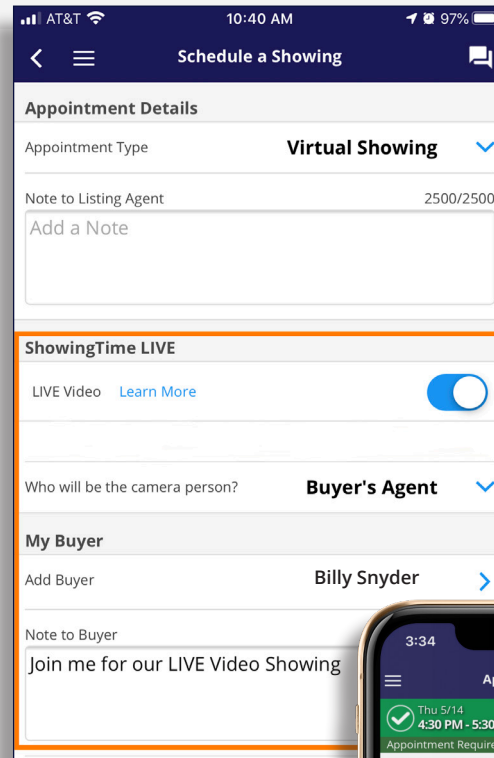 AT&T 10:40 AM 97%
Schedule a Showing
Appointment Details
Appointment Type Virtual Showing
Note to Listing Agent 2500/2500
Add a Note
ShowingTime LIVE
LIVE Video Learn More
Who will be the camera person? Buyer's Agent
My Buyer
Add Buyer Billy Snyder
Note to Buyer
Join me for our LIVE Video Showing
3:34
Ap
Thu 5/14
4:30 PM - 5:30
Appointment Require